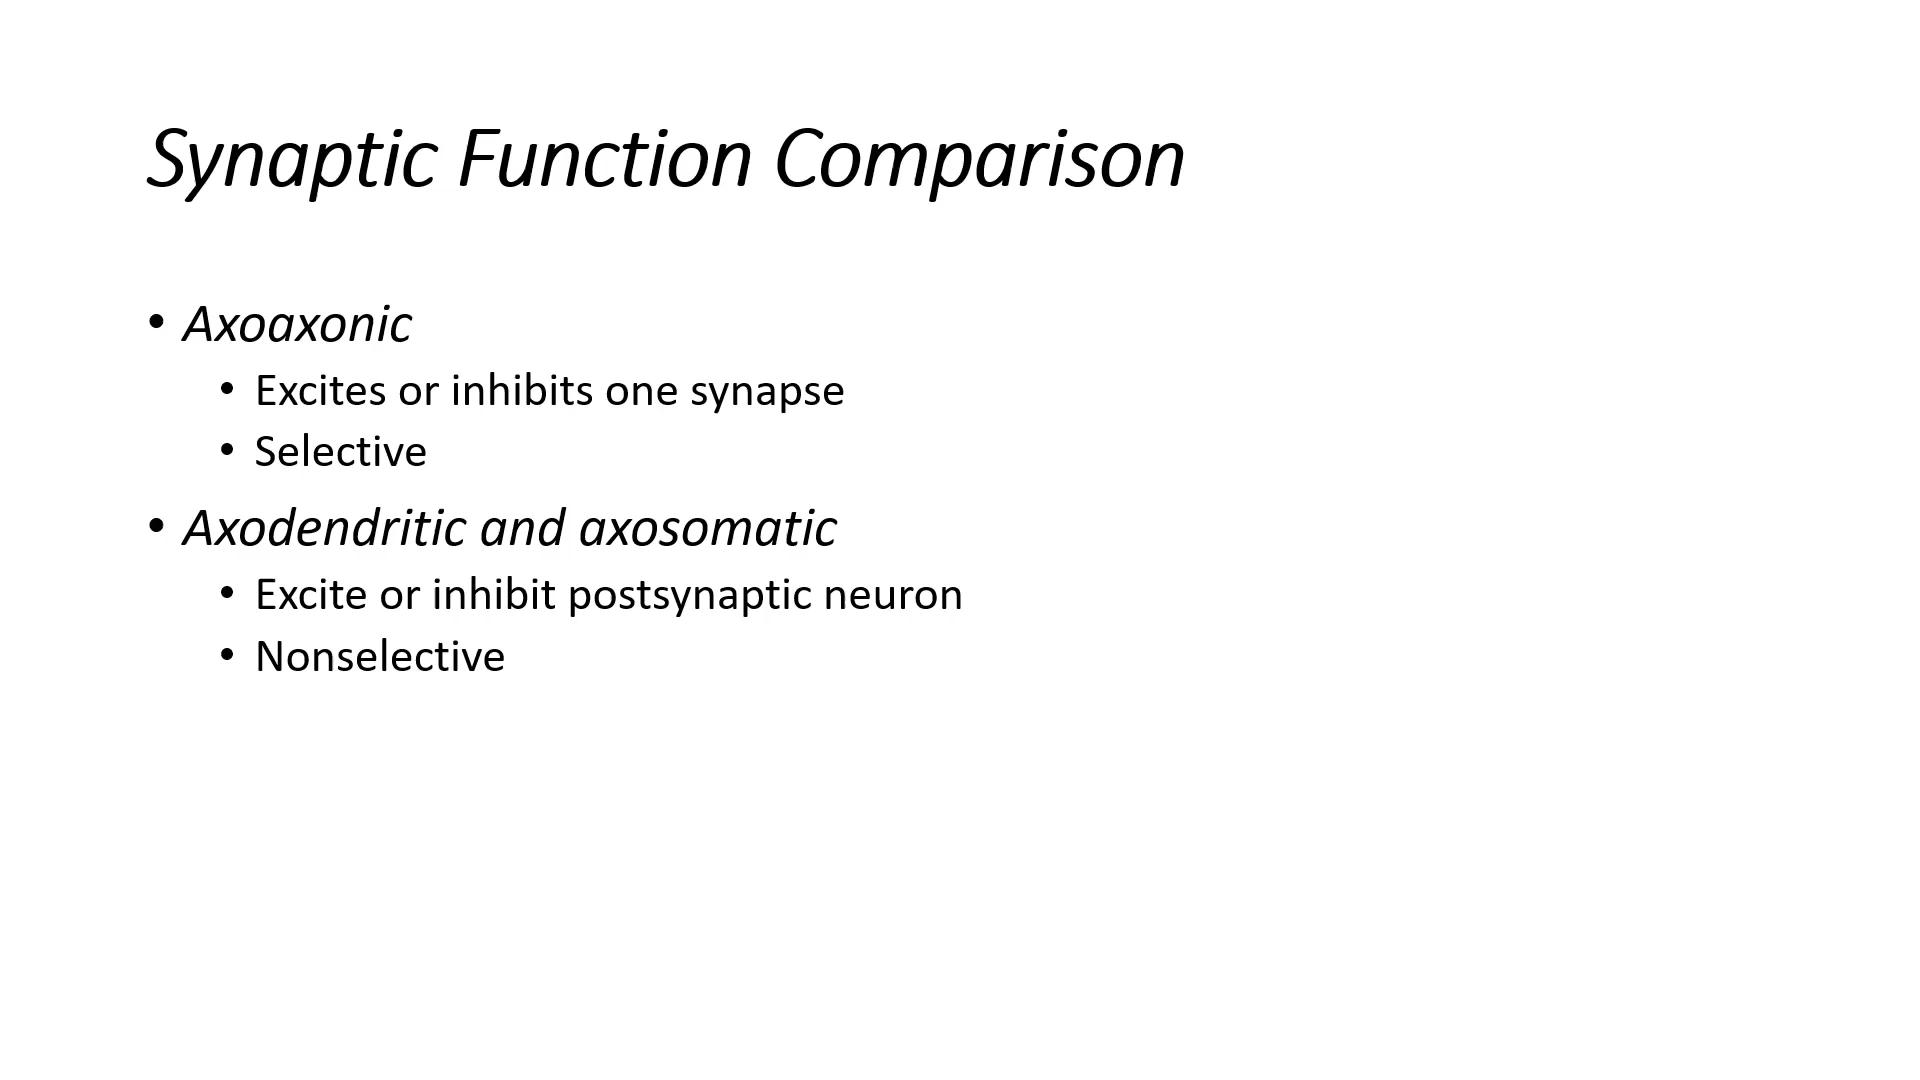 Synaptic Function Comparison
• Axoaxonic
• Excites or inhibits one synapse
• Selective
• Axodendritic and axosomatic
• Excite or inhibit postsynaptic neuron
• Nonselective